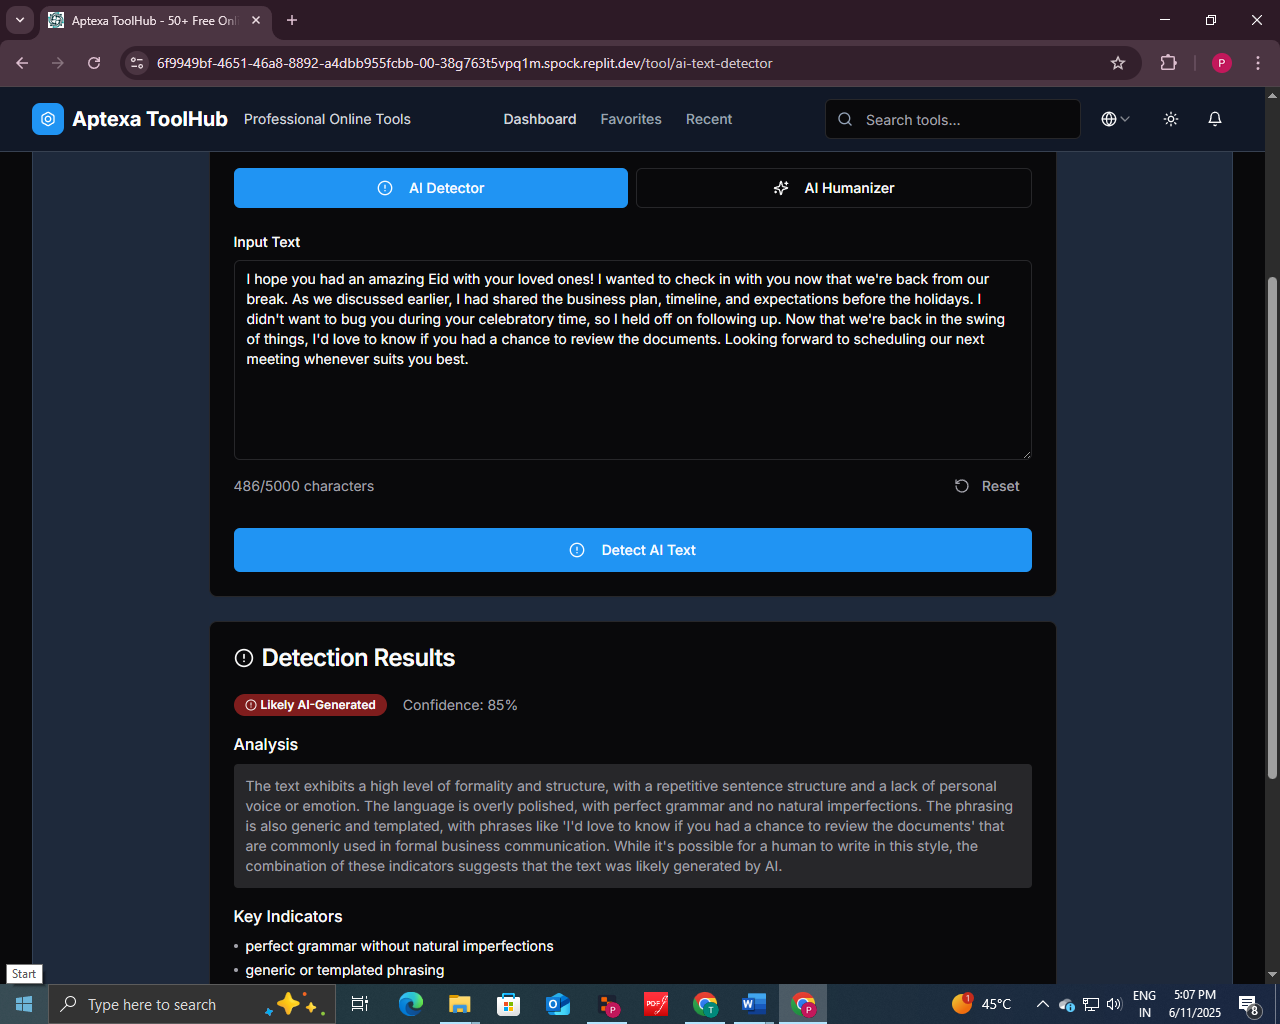 Aptexa ToolHub - 50+ Free Onl
6f9949bf-4651-46a8-8892-a4dbb955fcbb-00-38g763t5vpq1m.spock.replit.dev/tool/ai-text-detector
P
Aptexa ToolHub
Professional Online Tools
Dashboard
Favorites
Recent
Search tools...
AI Detector
AI Humanizer
Input Text
I hope you had an amazing Eid with your loved ones! I wanted to check in with you now that we're back from our
break. As we discussed earlier, I had shared the business plan, timeline, and expectations before the holidays. I
didn't want to bug you during your celebratory time, so I held off on following up. Now that we're back in the swing
of things, I'd love to know if you had a chance to review the documents. Looking forward to scheduling our next
meeting whenever suits you best.
486/5000 characters
Reset
Detect AI Text
Detection Results
Likely AI-Generated
Confidence: 85%
Analysis
The text exhibits a high level of formality and structure, with a repetitive sentence structure and a lack of personal
voice or emotion. The language is overly polished, with perfect grammar and no natural imperfections. The phrasing
is also generic and templated, with phrases like 'I'd love to know if you had a chance to review the documents' that
are commonly used in formal business communication. While it's possible for a human to write in this style, the
combination of these indicators suggests that the text was likely generated by AI.
Key Indicators
• perfect grammar without natural imperfections
• generic or templated phrasing
Start
Type here to search
P
PDF
T
W
P
1
45°C
ENG
IN
5:07 PM
6/11/2025
8